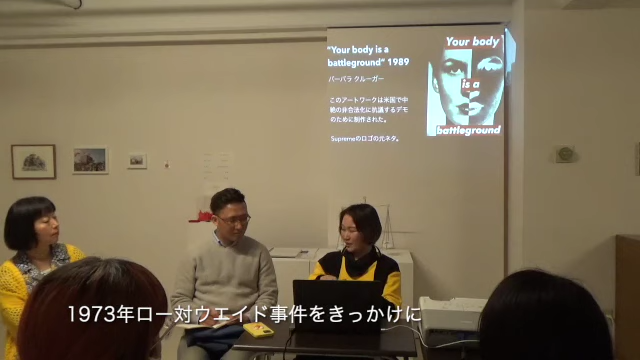 "Your body is a
battleground" 1989
バーバラ クルーガー
このアートワークは米国で中
絶の非合法化に抗議するデモ
のために制作された。
Supremeのロゴの元ネタ。
Your body
is a
battleground
1973年ロー対ウエイド事件をきっかけに